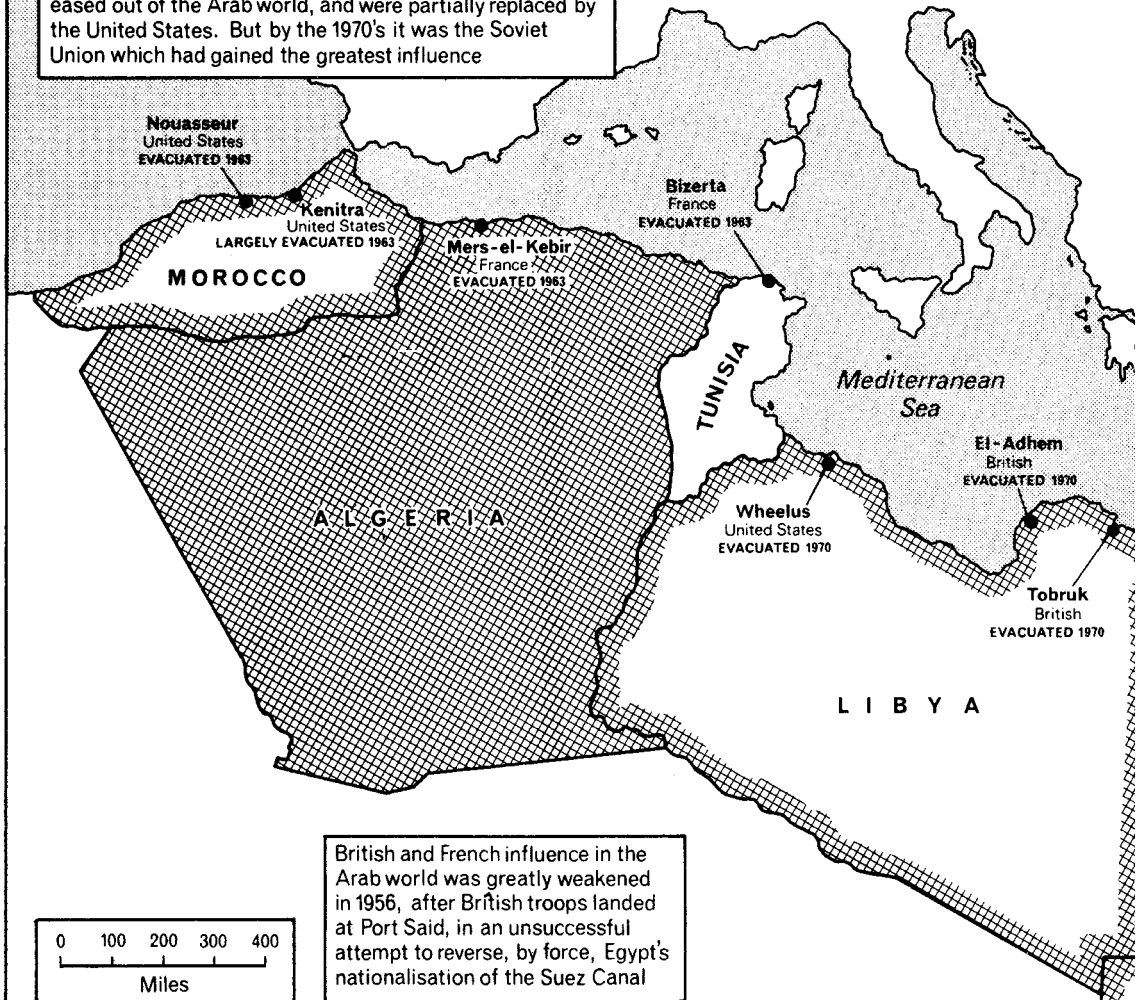 eased out of the Arab world, and were partially replaced by
the United States. But by the 1970's it was the Soviet
Union which had gained the greatest influence
Nouasseur
United States
EVACUATED 1963
Kenitra
United States
LARGELY EVACUATED 1963
MOROCCO
Mers-el-Kebir
France
EVACUATED 1963
Bizerta
France
EVACUATED 1963
TUNISIA
Mediterranean
Sea
El-Adhem
British
EVACUATED 1970
Wheelus
United States
EVACUATED 1970
Tobruk
British
EVACUATED 1970
ALGERIA
LIBYA
British and French influence in the
Arab world was greatly weakened
in 1956, after British troops landed
at Port Said, in an unsuccessful
attempt to reverse, by force, Egypt's
nationalisation of the Suez Canal
0 100 200 300 400
Miles